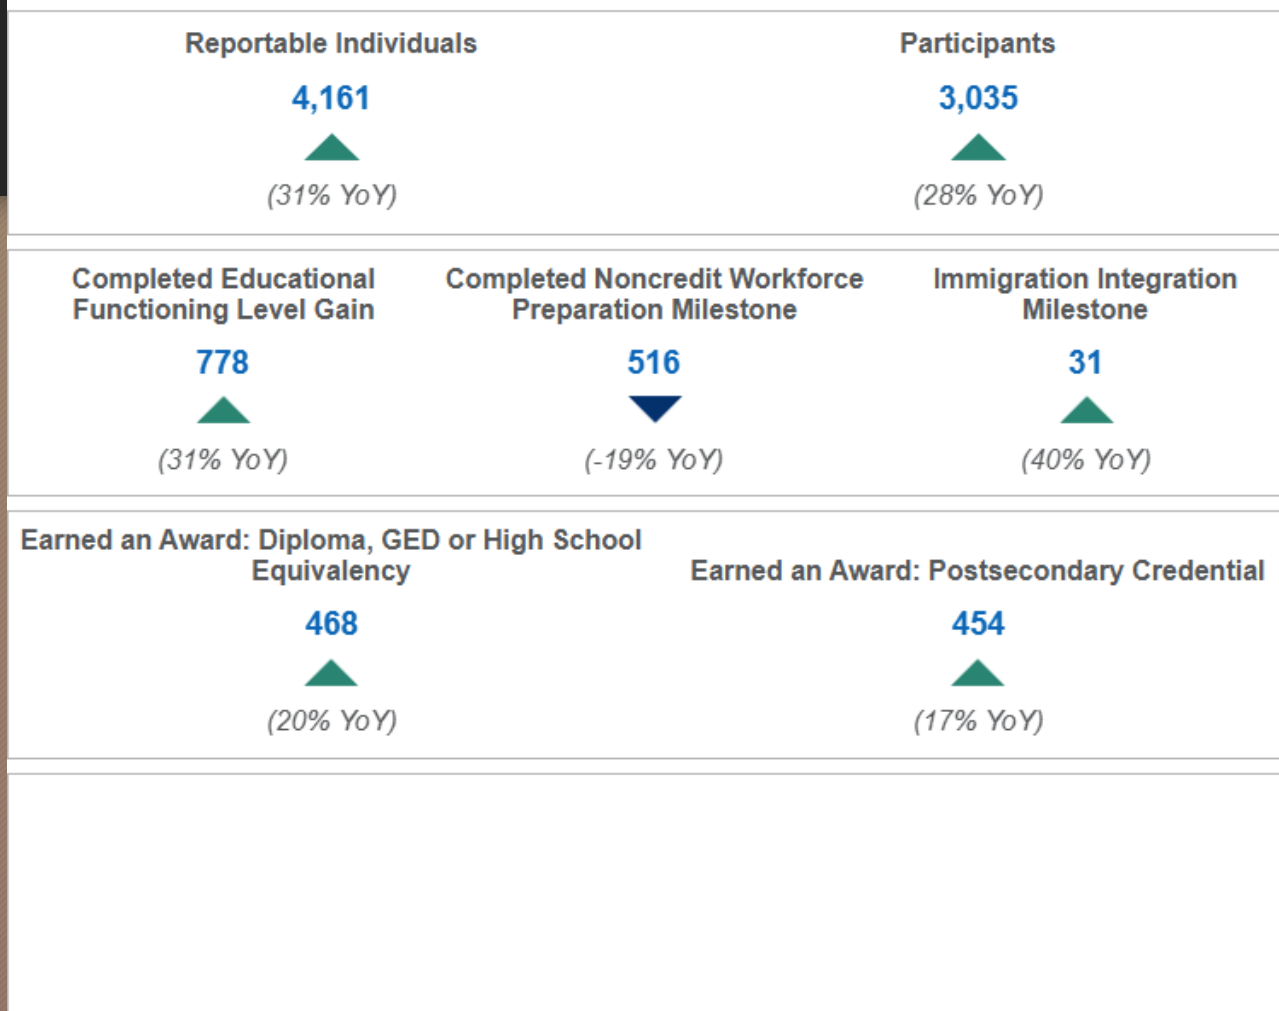 Reportable Individuals
Participants
4,161
3,035
(31% YoY)
(28% YoY)
Completed Educational
Functioning Level Gain
Completed Noncredit Workforce
Preparation Milestone
Immigration Integration
Milestone
778
516
31
(31% YoY)
(-19% YoY)
(40% YoY)
Earned an Award: Diploma, GED or High School
Equivalency
Earned an Award: Postsecondary Credential
468
454
(20% YoY)
(17% YoY)